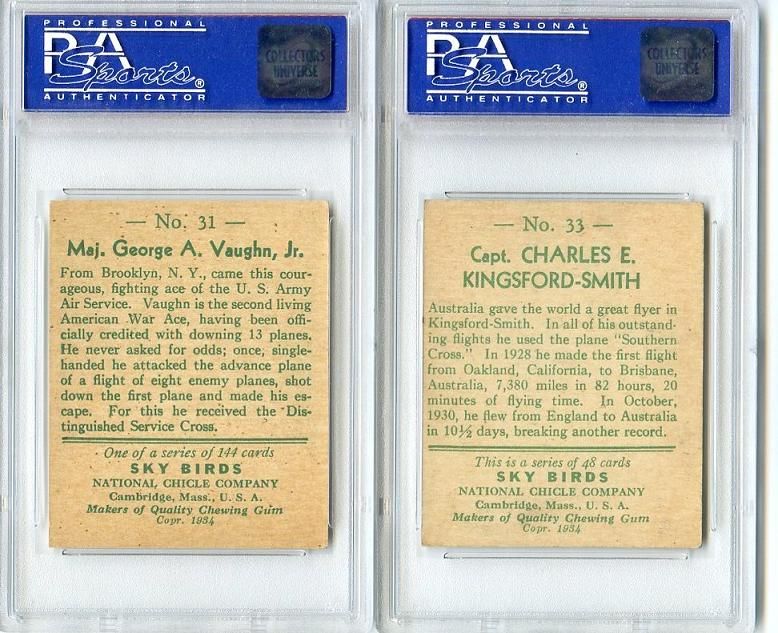 PROFESSIONAL
PSA
Sports®
AUTHENTICATOR
COLLECTORS
UNIVERSE
— No. 31 —
Maj. George A. Vaughn, Jr.
From Brooklyn, N. Y., came this cour-
ageous, fighting ace of the U. S. Army
Air Service. Vaughn is the second living
American War Ace, having been offi-
cially credited with downing 13 planes.
He never asked for odds; once, single-
handed he attacked the advance plane
of a flight of eight enemy planes, shot
down the first plane and made his es-
cape. For this he received the Dis-
tinguished Service Cross.
One of a series of 144 cards
SKY BIRDS
NATIONAL CHICLE COMPANY
Cambridge, Mass., U. S. A.
Makers of Quality Chewing Gum
Copr. 1934
PROFESSIONAL
PSA
Sports®
AUTHENTICATOR
COLLECTORS
UNIVERSE
— No. 33 —
Capt. CHARLES E.
KINGSFORD-SMITH
Australia gave the world a great flyer in
Kingsford-Smith. In all of his outstand-
ing flights he used the plane "Southern
Cross." In 1928 he made the first flight
from Oakland, California, to Brisbane,
Australia, 7,380 miles in 82 hours, 20
minutes of flying time. In October,
1930, he flew from England to Australia
in 10½ days, breaking another record.
This is a series of 48 cards
SKY BIRDS
NATIONAL CHICLE COMPANY
Cambridge, Mass., U. S. A.
Makers of Quality Chewing Gum
Copr. 1934